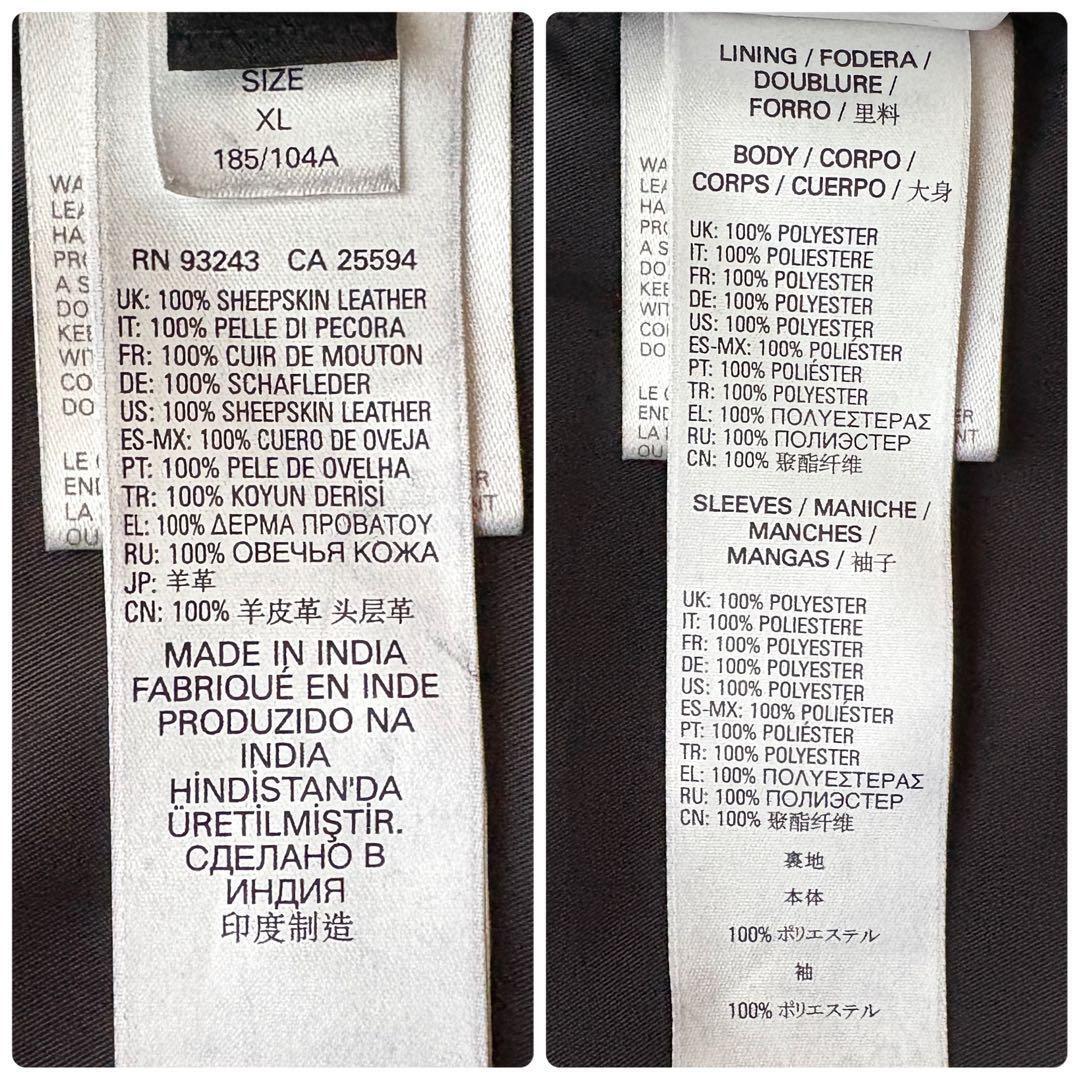 SIZE
XL
185/104A
RN 93243 CA 25594
UK: 100% SHEEPSKIN LEATHER
IT: 100% PELLE DI PECORA
FR: 100% CUIR DE MOUTON
DE: 100% SCHAFLEDER
US: 100% SHEEPSKIN LEATHER
ES-MX: 100% CUERO DE OVEJA
PT: 100% PELE DE OVELHA
TR: 100% KOYUN DERİSİ
EL: 100% ΔΕΡΜΑ ΠΡΟΒΑΤΟΥ
RU: 100% ОВЕЧЬЯ КОЖА
JP: 羊革
CN: 100% 羊皮革 头层革
MADE IN INDIA
FABRIQUÉ EN INDE
PRODUZIDO NA
INDIA
HİNDİSTAN'DA
ÜRETİLMİŞTİR.
СДЕЛАНО В
ИНДИЯ
印度制造
LINING / FODERA /
DOUBLURE /
FORRO / 里料
BODY / CORPO /
CORPS / CUERPO / 大身
UK: 100% POLYESTER
IT: 100% POLIESTERE
FR: 100% POLYESTER
DE: 100% POLYESTER
US: 100% POLYESTER
ES-MX: 100% POLIÉSTER
PT: 100% POLIÉSTER
TR: 100% POLYESTER
EL: 100% ΠΟΛΥΕΣΤΕΡΑΣ
RU: 100% ПОЛИЭСТЕР
CN: 100% 聚酯纤维
SLEEVES / MANICHE /
MANCHES /
MANGAS / 袖子
UK: 100% POLYESTER
IT: 100% POLIESTERE
FR: 100% POLYESTER
DE: 100% POLYESTER
US: 100% POLYESTER
ES-MX: 100% POLIÉSTER
PT: 100% POLIÉSTER
TR: 100% POLYESTER
EL: 100% ΠΟΛΥΕΣΤΕΡΑΣ
RU: 100% ПОЛИЭСТЕР
CN: 100% 聚酯纤维
裏地
本体
100% ポリエステル
袖
100% ポリエステル